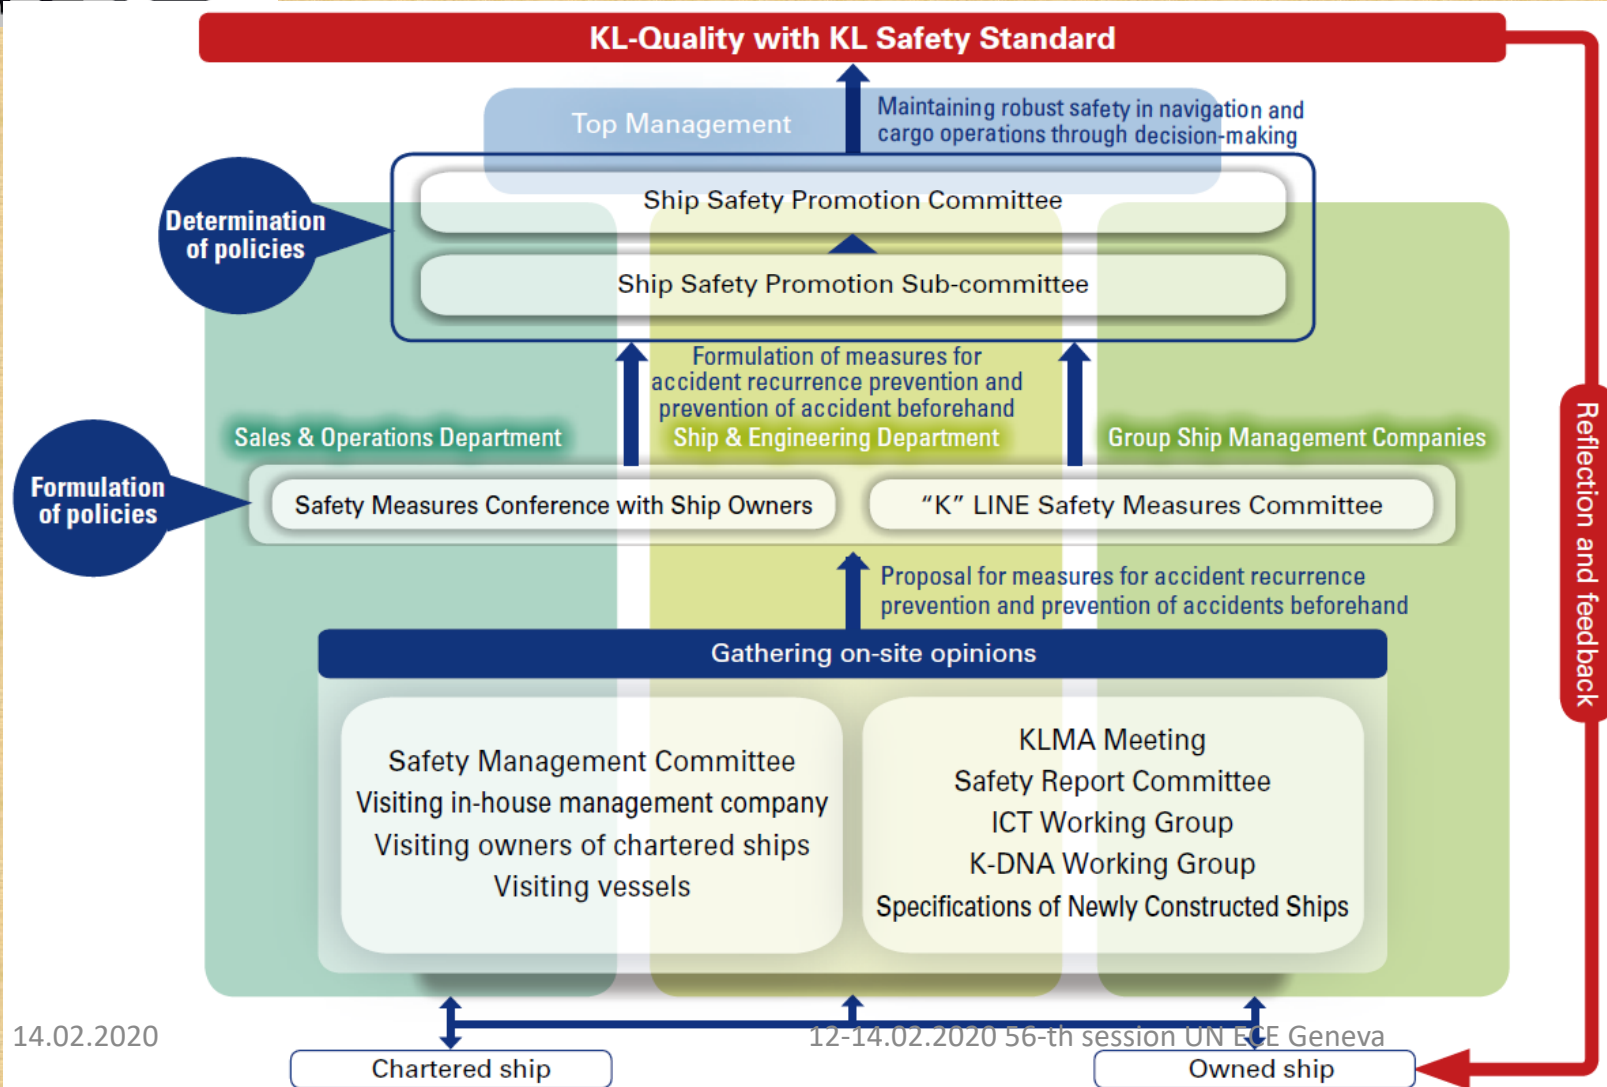 KL-Quality with KL Safety Standard
Top Management
Maintaining robust safety in navigation and
cargo operations through decision-making
Determination
of policies
Ship Safety Promotion Committee
Ship Safety Promotion Sub-committee
Formulation of measures for
accident recurrence prevention and
prevention of accident beforehand
Sales & Operations Department
Ship & Engineering Department
Group Ship Management Companies
Formulation
of policies
Safety Measures Conference with Ship Owners
“K” LINE Safety Measures Committee
Reflection and feedback
Proposal for measures for accident recurrence
prevention and prevention of accidents beforehand
Gathering on-site opinions
Safety Management Committee
Visiting in-house management company
Visiting owners of chartered ships
Visiting vessels
KLMA Meeting
Safety Report Committee
ICT Working Group
K-DNA Working Group
Specifications of Newly Constructed Ships
14.02.2020
12-14.02.2020 56-th session UN ECE Geneva
Chartered ship
Owned ship